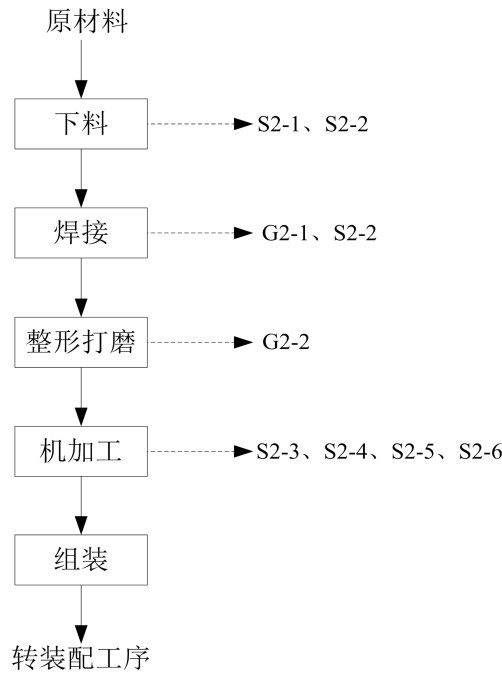 原材料
下料
S2-1、S2-2
焊接
G2-1、S2-2
整形打磨
G2-2
机加工
S2-3、S2-4、S2-5、S2-6
组装
转装配工序